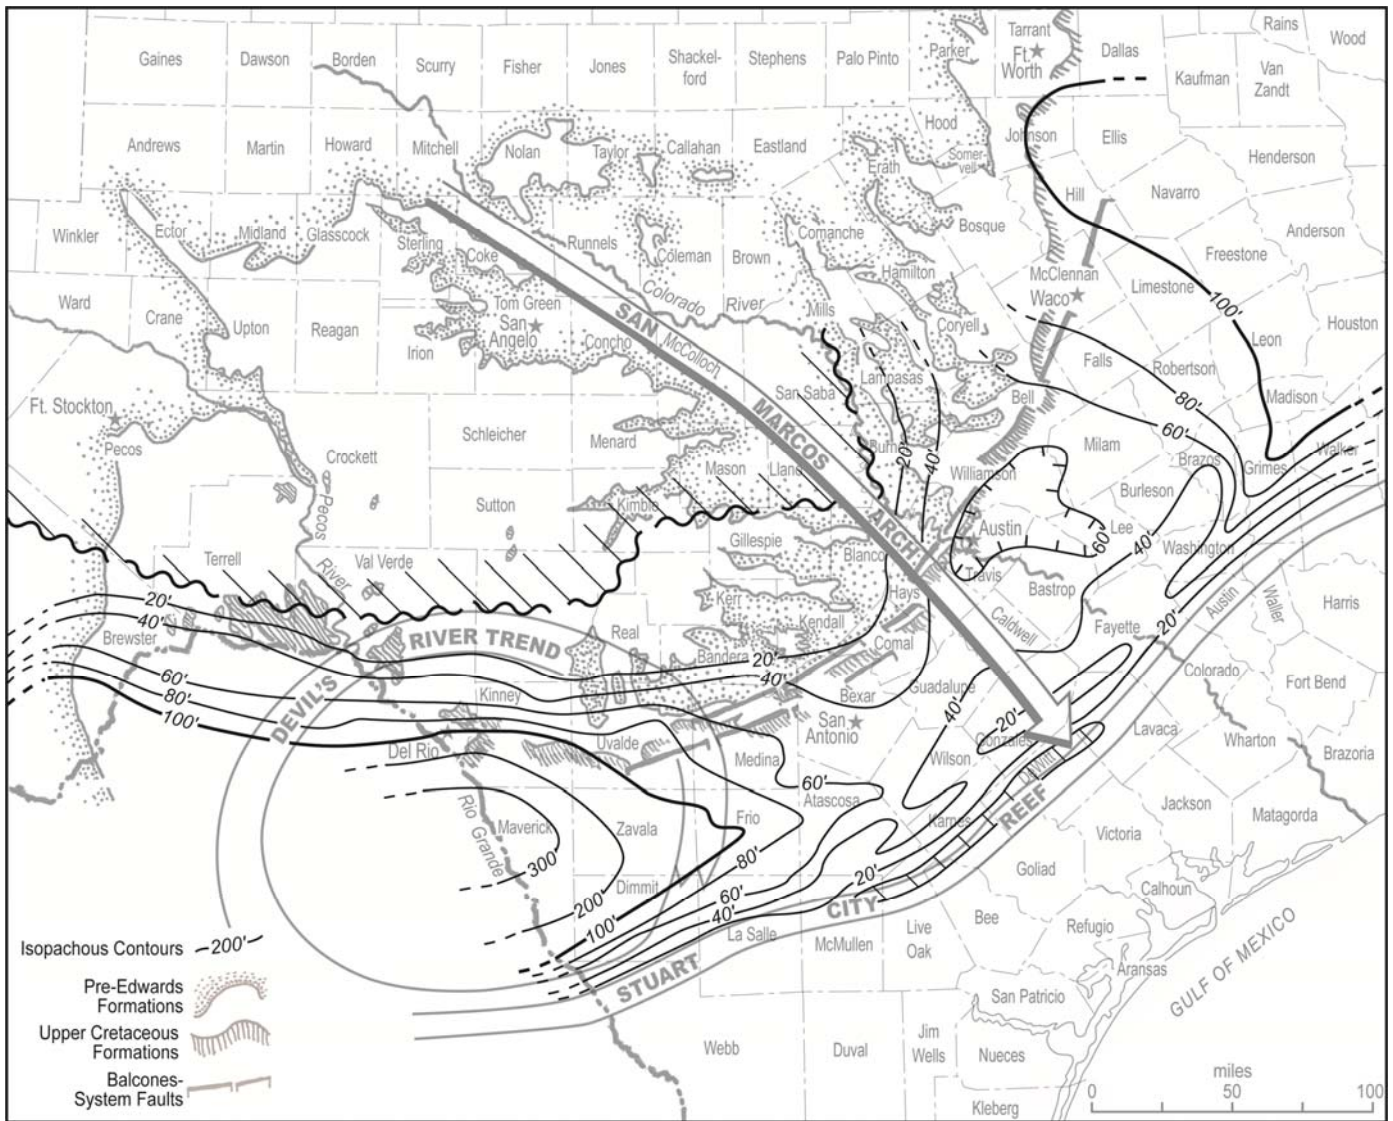 Tarrant
Ft.
Worth
Parker
Dallas
Rains
Wood
Gaines
Dawson
Borden
Scurry
Fisher
Jones
Shackel-
ford
Stephens
Palo Pinto
Kaufman
Van
Zandt
Andrews
Martin
Howard
Mitchell
Nolan
Taylor
Callahan
Eastland
Hood
Somer-
vell
Johnson
Ellis
Henderson
Erath
Hill
Navarro
Winkler
Ector
Midland
Glasscock
Sterling
Coke
Runnels
Coleman
Brown
Comanche
Bosque
Freestone
Anderson
Hamilton
McClennan
Waco
Limestone
100'
Ward
Crane
Upton
Reagan
Irion
Tom Green
San
Angelo
Concho
Colorado
River
McColloch
Mills
Coryell
Falls
Robertson
Leon
Houston
SAN MARCOS ARCH
San Saba
Lampasas
Bell
80'
60'
Madison
Ft. Stockton
Pecos
Crockett
Schleicher
Menard
Mason
Llano
Burnet
20'
40'
Williamson
Milam
Brazos
Grimes
Walker
Pecos
River
Sutton
Kimble
Burleson
Austin
Lee
60'
40'
Washington
Terrell
Val Verde
Gillespie
Blanco
Travis
Bastrop
Austin
Waller
Harris
20'
40'
Brewster
Kerr
Kendall
Hays
Caldwell
Fayette
20'
DEVIL'S
RIVER TREND
Real
Bandera
20'
40'
Comal
Colorado
Fort Bend
60'
80'
100'
Kinney
Bexar
Guadalupe
40'
20'
Gonzales
Lavaca
Wharton
Brazoria
Del Rio
Uvalde
Medina
San
Antonio
Wilson
DeWitt
60'
Atascosa
Jackson
Matagorda
Rio Grande
Maverick
300'
Zavala
Frio
80'
Karnes
REEF
Victoria
Goliad
Calhoun
200'
Dimmit
60'
20'
40'
100'
CITY
La Salle
McMullen
Live
Oak
Bee
Refugio
Aransas
GULF OF MEXICO
STUART
San Patricio
Webb
Duval
Jim
Wells
Nueces
Kleberg
Isopachous Contours
200'
Pre-Edwards
Formations
Upper Cretaceous
Formations
Balcones-
System Faults
miles
0 50 100